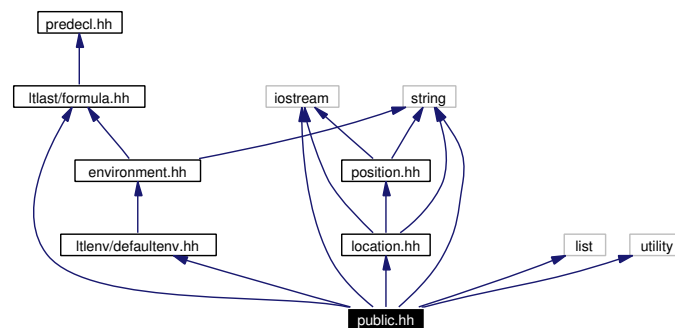 predecl.hh
ltlast/formula.hh
iostream
string
environment.hh
position.hh
ltlenv/defaultenv.hh
location.hh
list
utility
public.hh